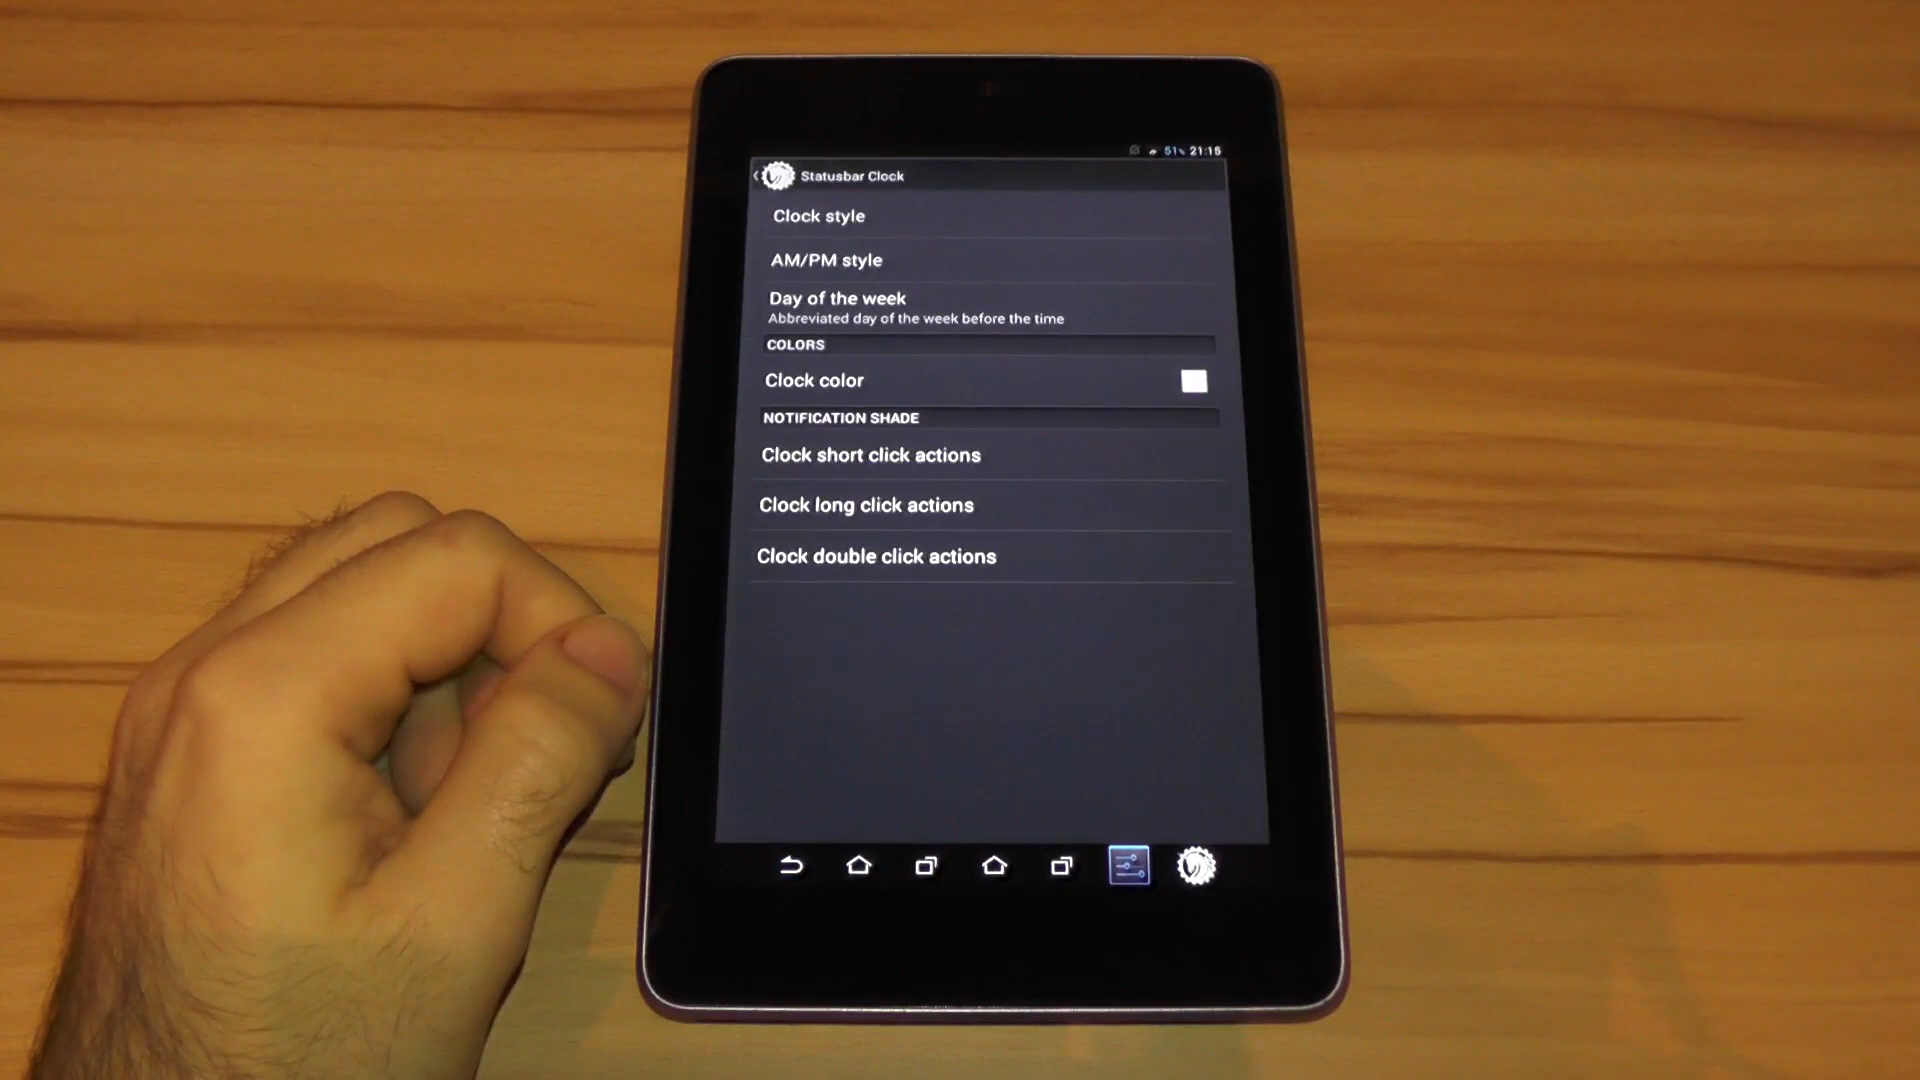 51% 21:15
Statusbar Clock
Clock style
AM/PM style
Day of the week
Abbreviated day of the week before the time
COLORS
Clock color
NOTIFICATION SHADE
Clock short click actions
Clock long click actions
Clock double click actions